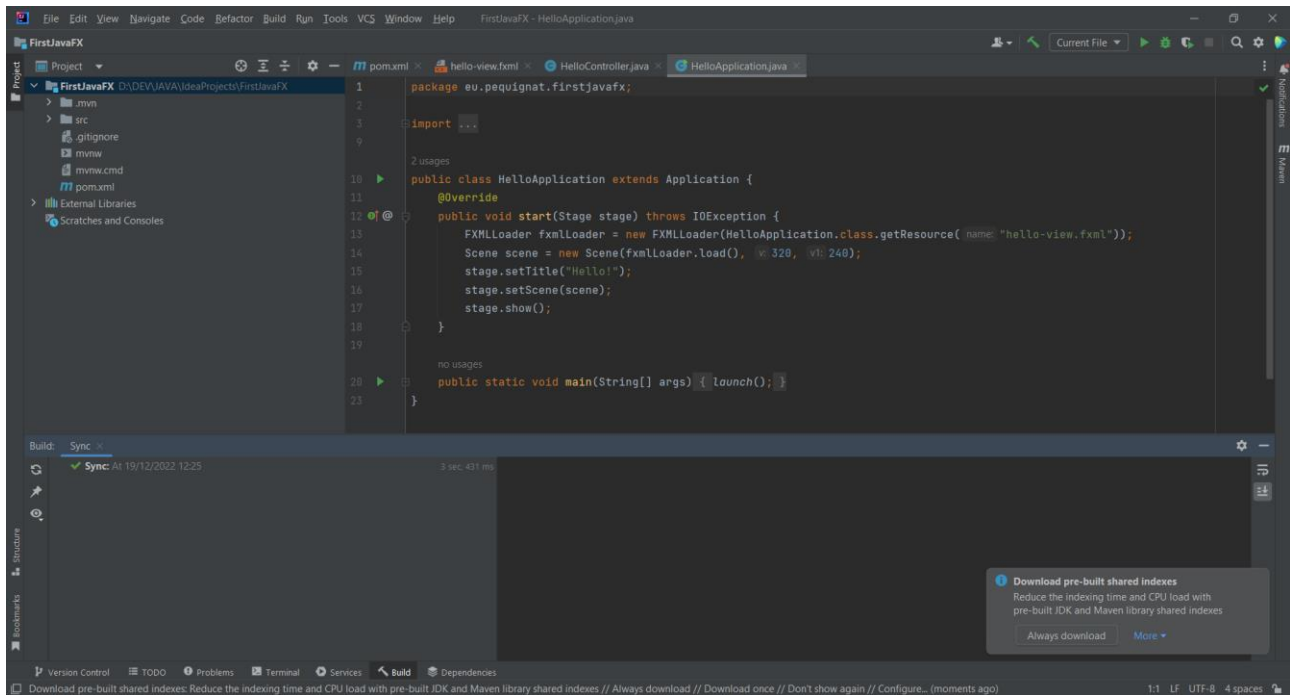 File Edit View Navigate Code Refactor Build Run Tools VCS Window Help FirstJavaFX - HelloApplication.java
FirstJavaFX Current File
Project pom.xml hello-view.fxml HelloController.java HelloApplication.java
Project
FirstJavaFX D:\DEV\JAVA\IdeaProjects\FirstJavaFX
.mvn
src
.gitignore
mvnw
mvnw.cmd
pom.xml
External Libraries
Scratches and Consoles
1 package eu.pequignat.firstjavafx;
2
3 import ...
9
2 usages
10 public class HelloApplication extends Application {
11 @Override
12 public void start(Stage stage) throws IOException {
13 FXMLLoader fxmlLoader = new FXMLLoader(HelloApplication.class.getResource( name: "hello-view.fxml"));
14 Scene scene = new Scene(fxmlLoader.load(), v: 320, v1: 240);
15 stage.setTitle("Hello!");
16 stage.setScene(scene);
17 stage.show();
18 }
19
no usages
20 public static void main(String[] args) { launch(); }
23 }
Notifications
m Maven
Build: Sync
Sync: At 19/12/2022 12:25 3 sec, 431 ms
Structure
Bookmarks
Download pre-built shared indexes
Reduce the indexing time and CPU load with
pre-built JDK and Maven library shared indexes
Always download More
Version Control TODO Problems Terminal Services Build Dependencies
Download pre-built shared indexes: Reduce the indexing time and CPU load with pre-built JDK and Maven library shared indexes // Always download // Download once // Don't show again // Configure... (moments ago) 1:1 LF UTF-8 4 spaces